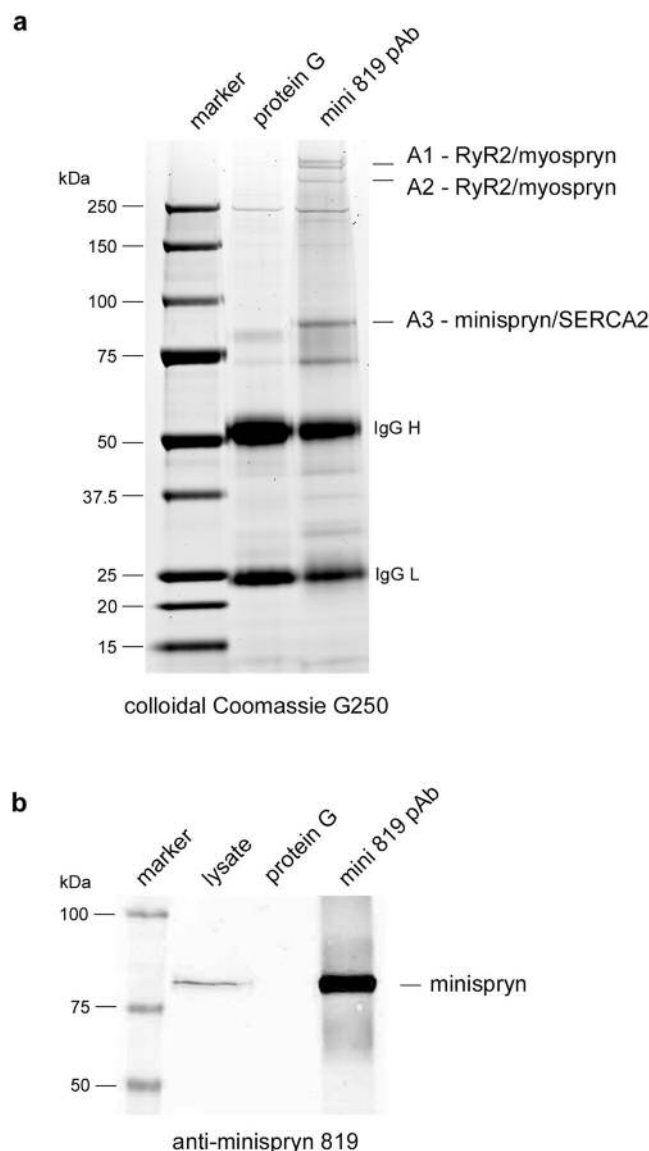 a
marker
protein G
mini 819 pAb
kDa
A1 - RyR2/myospryn
A2 - RyR2/myospryn
250
150
100
A3 - minispryn/SERCA2
75
IgG H
50
37.5
IgG L
25
20
15
colloidal Coomassie G250
b
marker
lysate
protein G
mini 819 pAb
kDa
100
minispryn
75
50
anti-minispryn 819